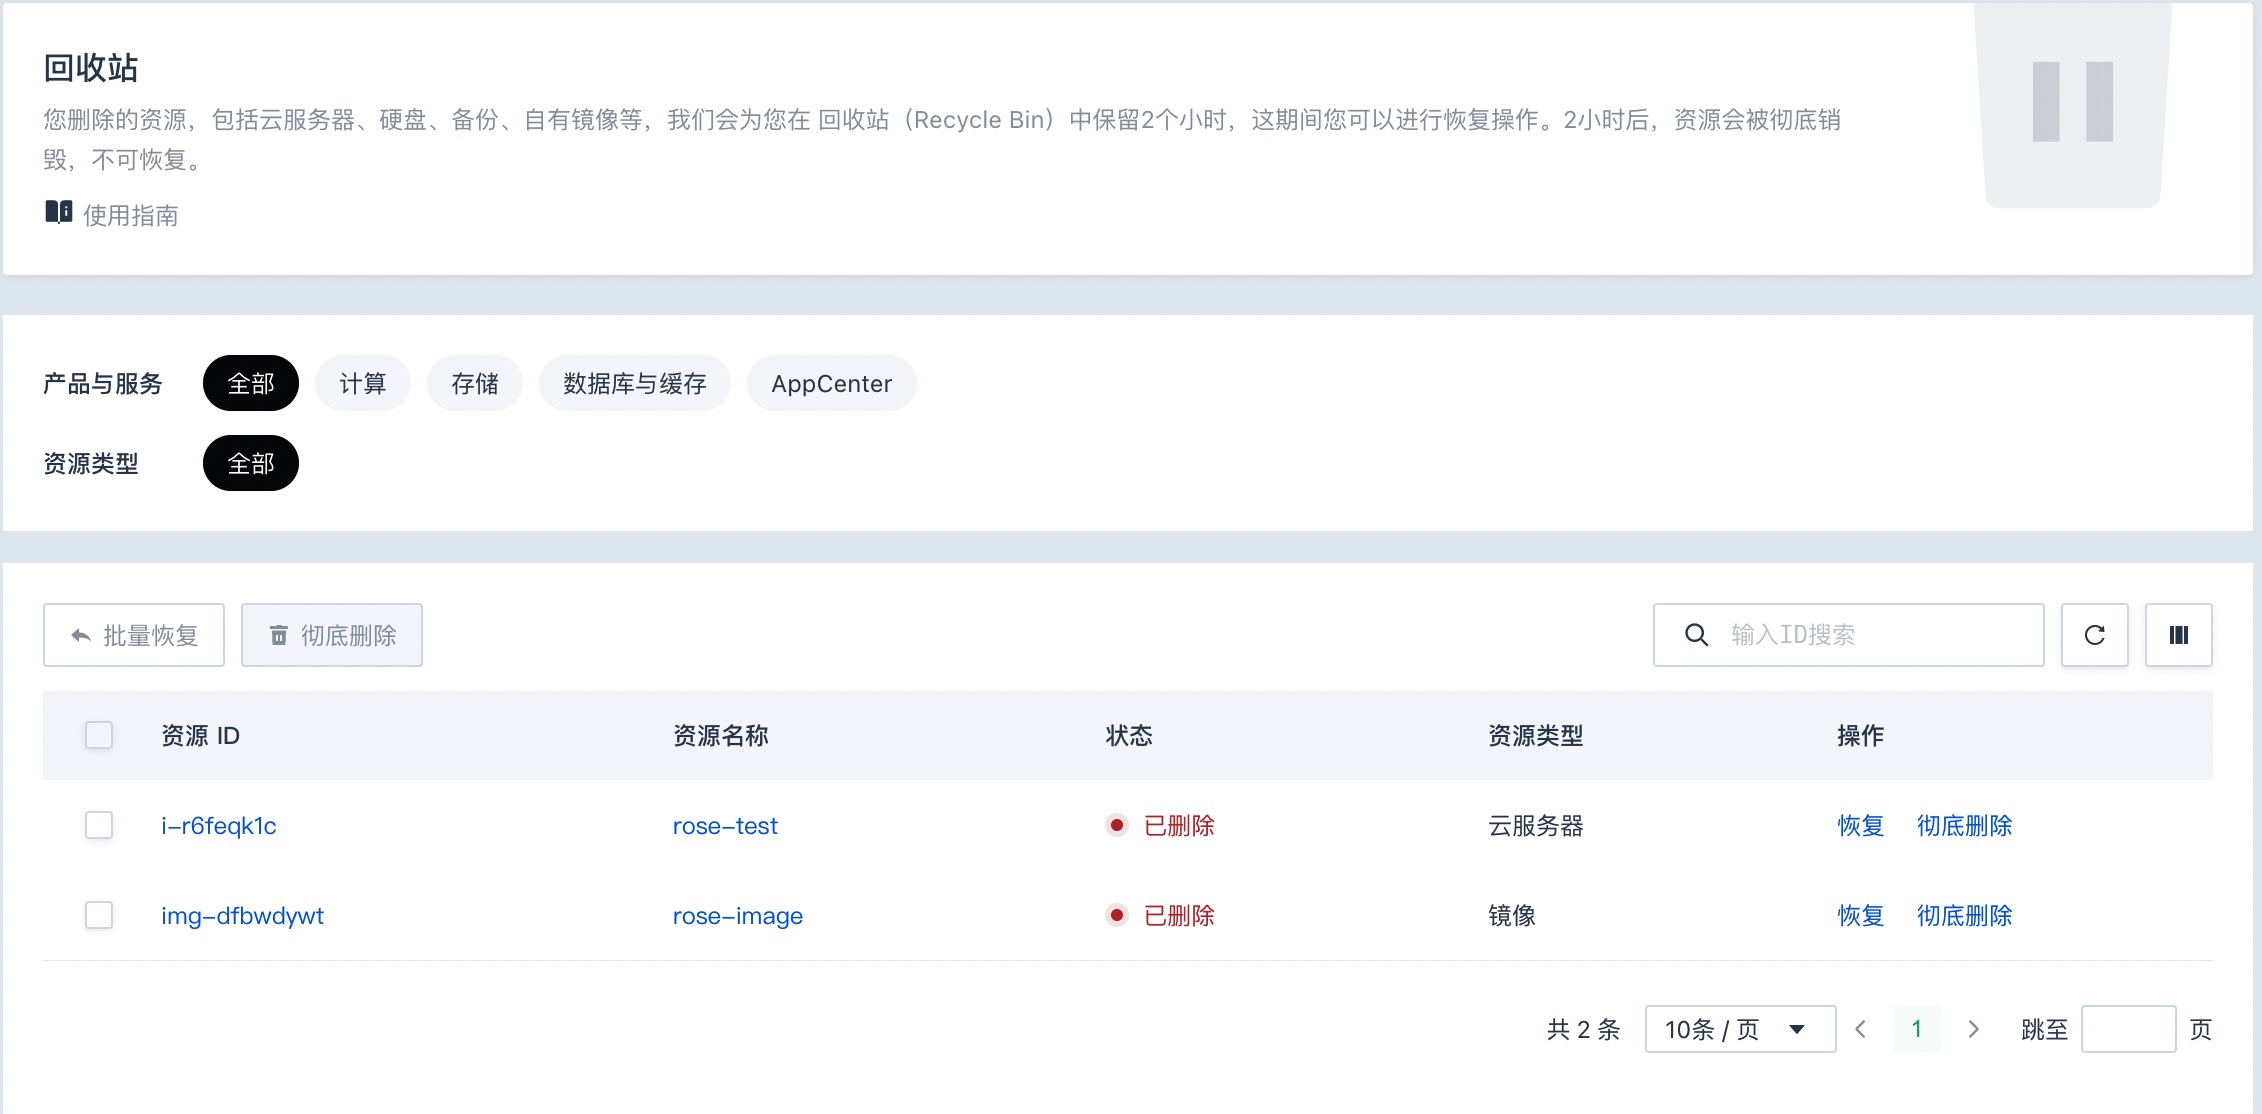 回收站
您删除的资源，包括云服务器、硬盘、备份、自有镜像等，我们会为您在 回收站（Recycle Bin）中保留2个小时，这期间您可以进行恢复操作。2小时后，资源会被彻底销
毁，不可恢复。
使用指南
产品与服务 全部 计算 存储 数据库与缓存 AppCenter
资源类型 全部
批量恢复 彻底删除 输入ID搜索
资源 ID 资源名称 状态 资源类型 操作
i-r6feqk1c rose-test 已删除 云服务器 恢复 彻底删除
img-dfbwdywt rose-image 已删除 镜像 恢复 彻底删除
共 2 条 10条 / 页 1 跳至 页